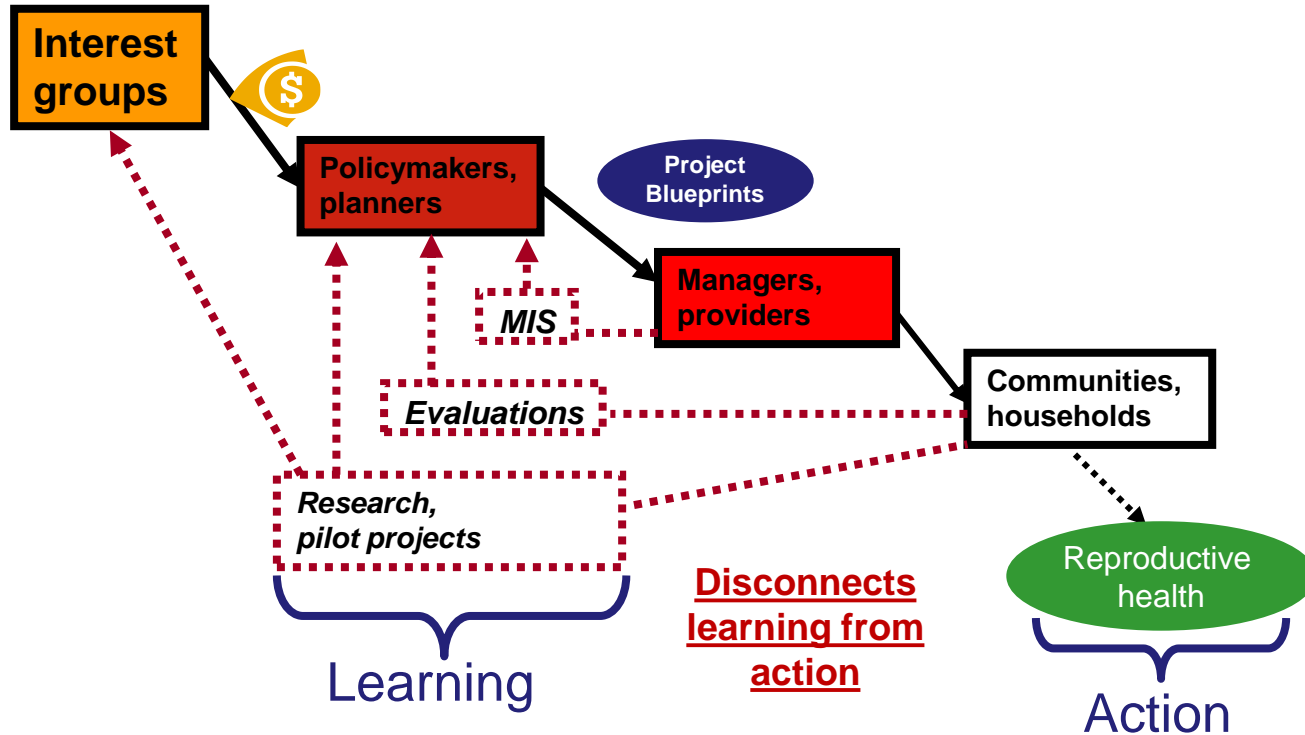 Interest
groups
$
Policymakers,
planners
Project
Blueprints
Managers,
providers
MIS
Communities,
households
Evaluations
Research,
pilot projects
Reproductive
health
Disconnects
learning from
action
Learning
Action